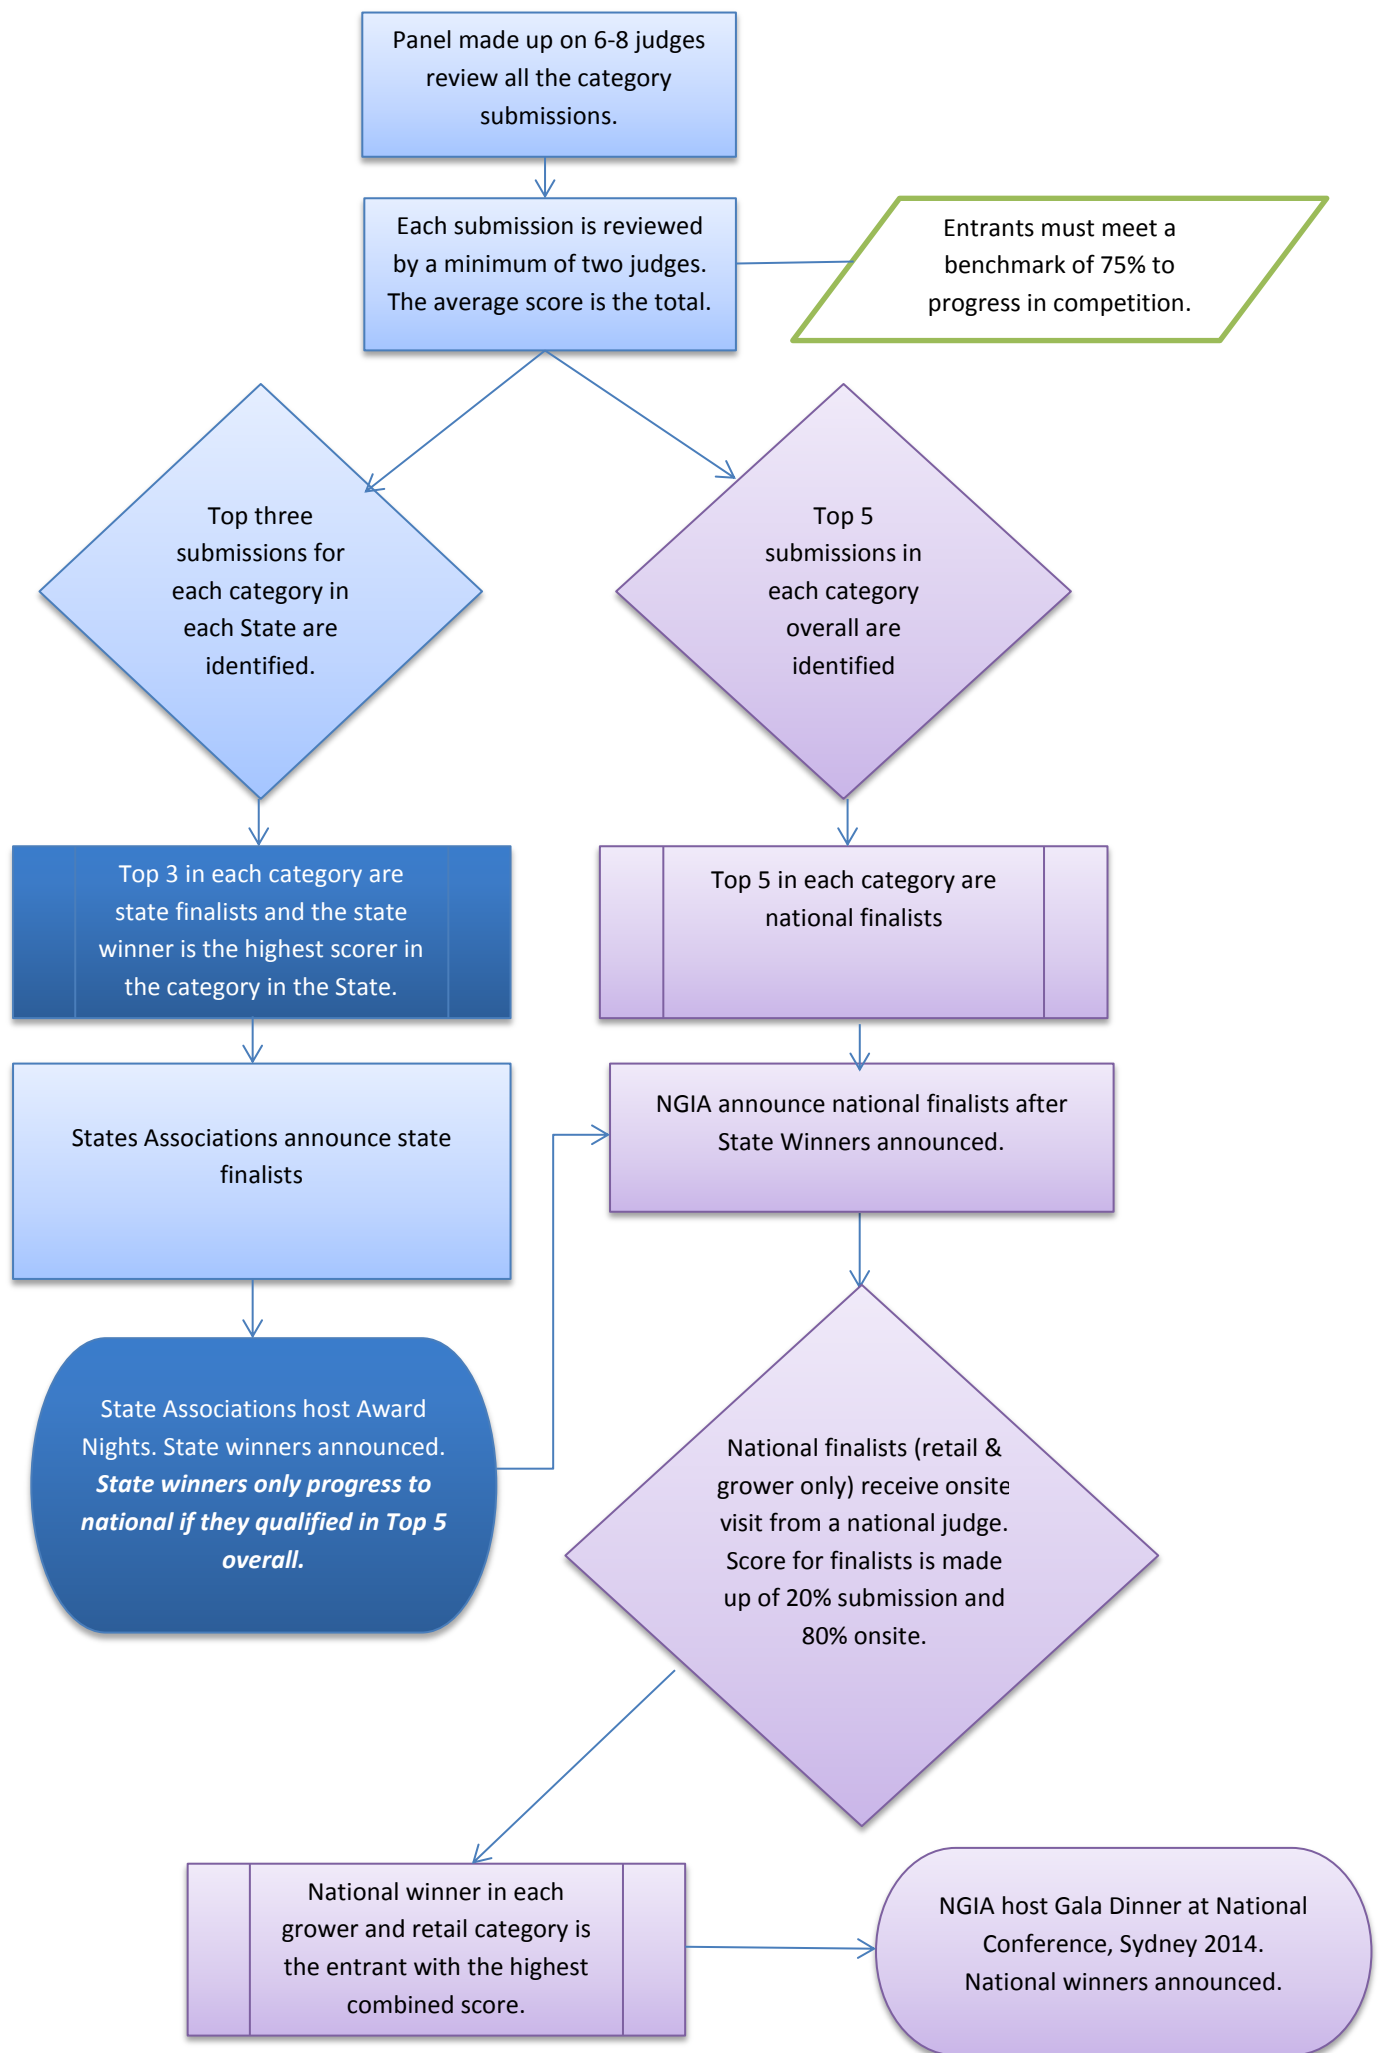 Panel made up on 6-8 judges
review all the category
submissions.
Each submission is reviewed
by a minimum of two judges.
The average score is the total.
Entrants must meet a
benchmark of 75% to
progress in competition.
Top three
submissions for
each category in
each State are
identified.
Top 5
submissions in
each category
overall are
identified
Top 3 in each category are
state finalists and the state
winner is the highest scorer in
the category in the State.
Top 5 in each category are
national finalists
States Associations announce state
finalists
NGIA announce national finalists after
State Winners announced.
State Associations host Award
Nights. State winners announced.
State winners only progress to
national if they qualified in Top 5
overall.
National finalists (retail &
grower only) receive onsite
visit from a national judge.
Score for finalists is made
up of 20% submission and
80% onsite.
National winner in each
grower and retail category is
the entrant with the highest
combined score.
NGIA host Gala Dinner at National
Conference, Sydney 2014.
National winners announced.